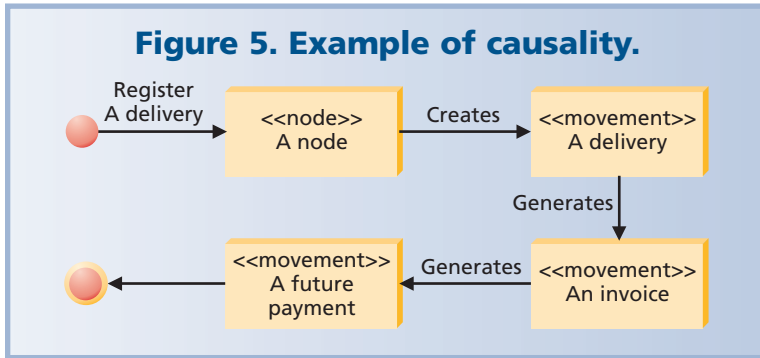 Figure 5. Example of causality.
Register
A delivery
<<node>>
A node
Creates
<<movement>>
A delivery
Generates
<<movement>>
An invoice
Generates
<<movement>>
A future
payment